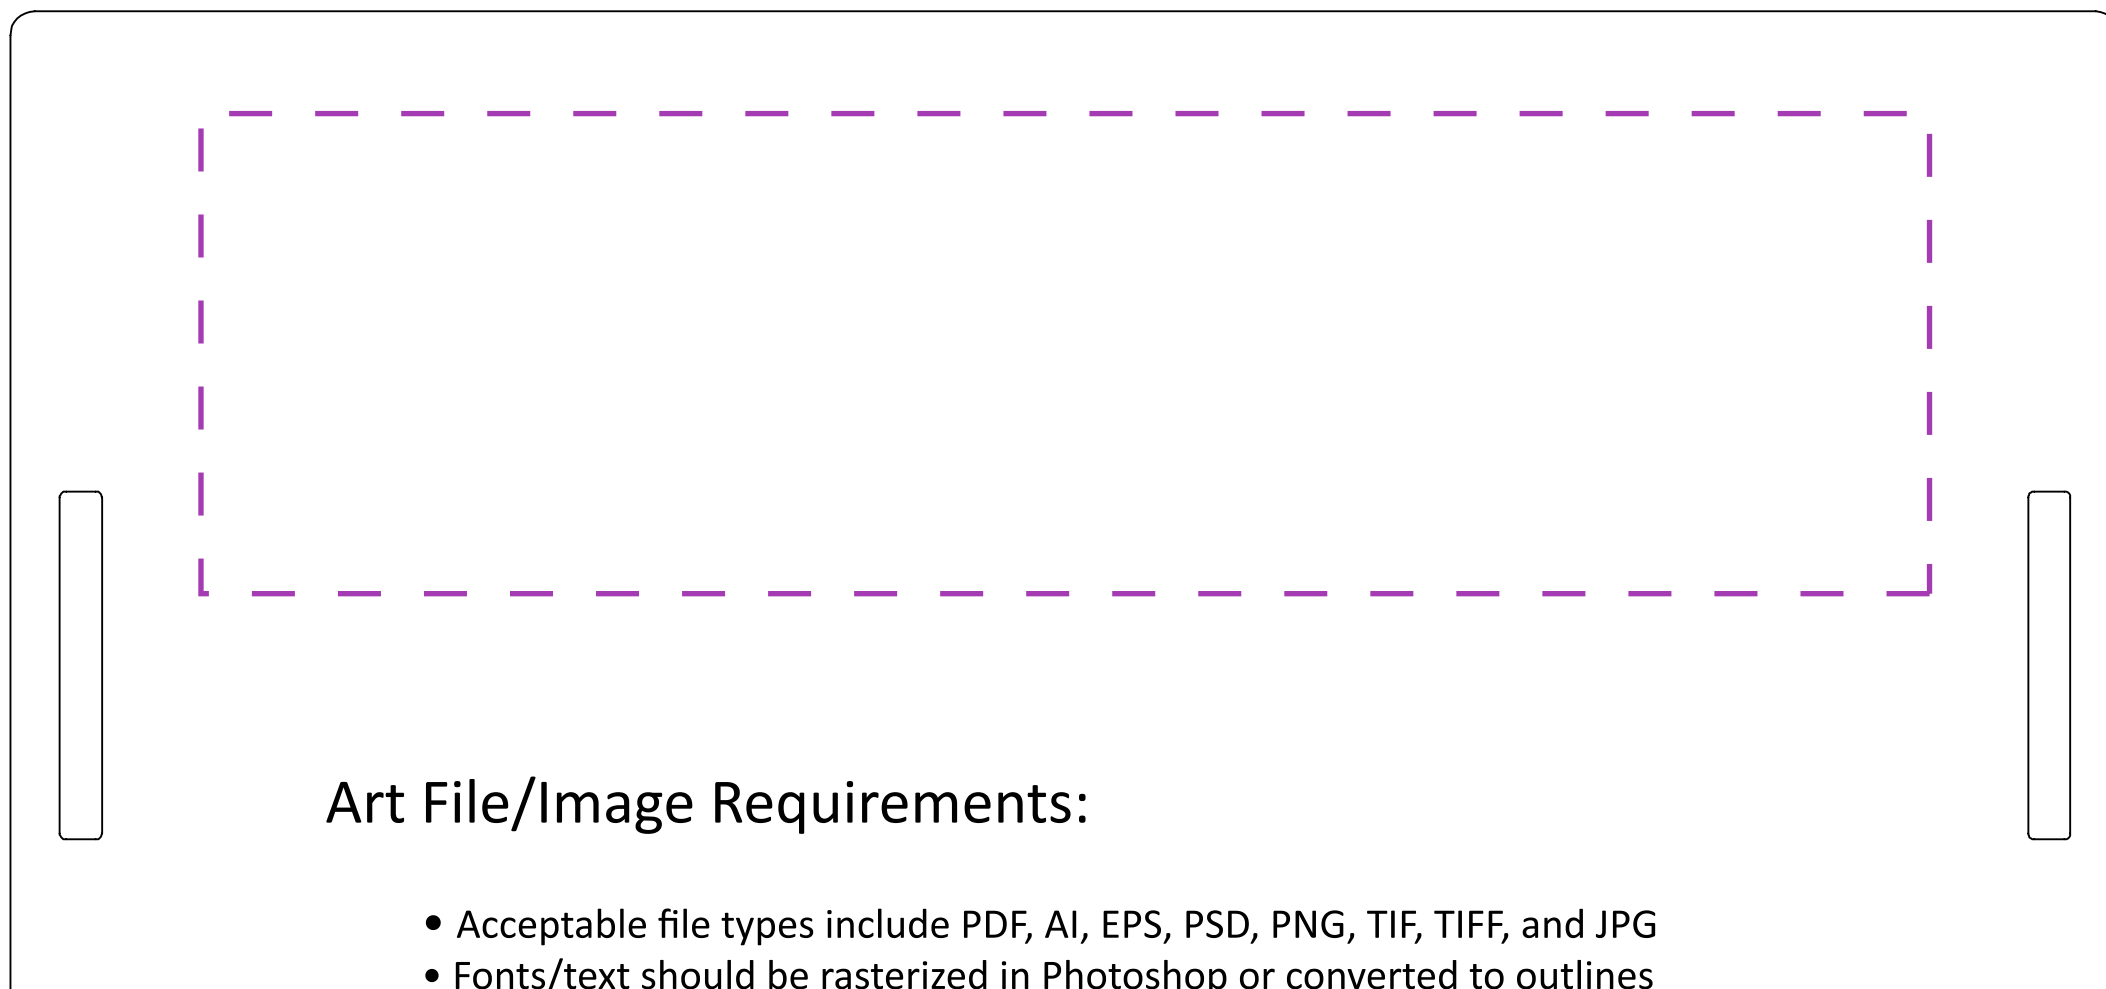 Art File/Image Requirements:
• Acceptable file types include PDF, AI, EPS, PSD, PNG, TIF, TIFF, and JPG
• Fonts/text should be rasterized in Photoshop or converted to outlines